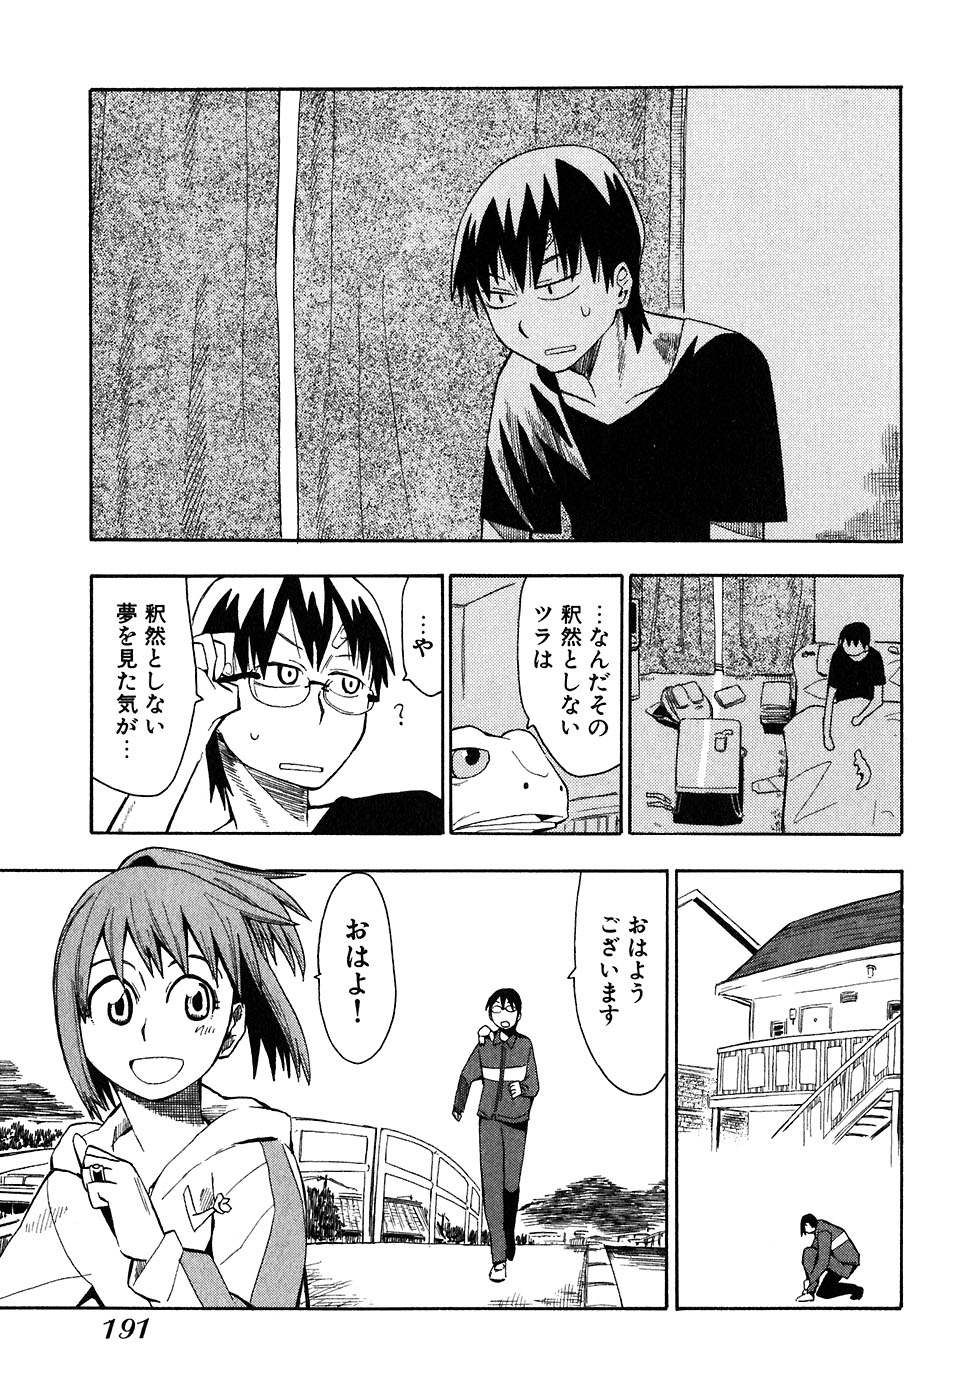 …なんだその
釈然としない
ツラは
…や
?
釈然としない
夢を見た気が
…
おはよう
ございます
おはよ!
191